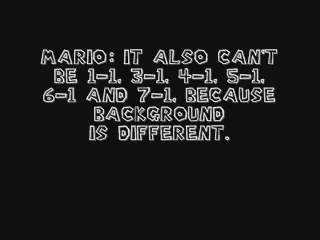 MARIO: IT ALSO CAN'T
BE 1-1, 3-1, 4-1, 5-1,
6-1 AND 7-1, BECAUSE
BACKGROUND
IS DIFFERENT.